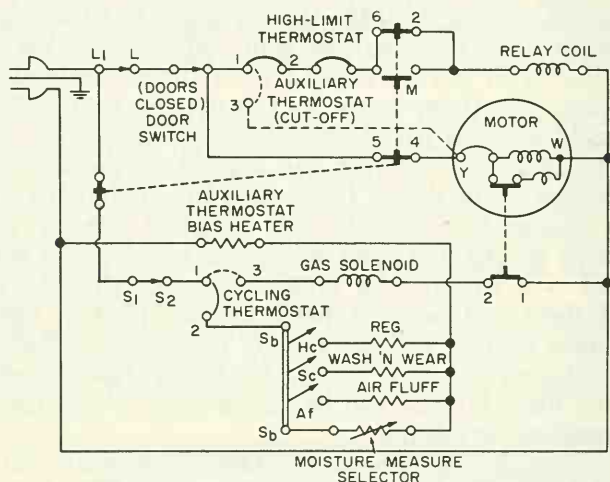 HIGH-LIMIT
THERMOSTAT
6 2
L1 L
1 2
RELAY COIL
(DOORS
CLOSED)
DOOR
SWITCH
3
AUXILIARY
THERMOSTAT
(CUT-OFF)
M
MOTOR
5 4
Y
W
AUXILIARY
THERMOSTAT
BIAS HEATER
1 3
GAS SOLENOID
S1 S2
CYCLING
THERMOSTAT
2 1
2
Sb
Hc
REG.
WASH 'N WEAR
Sc
AIR FLUFF
Af
Sb
MOISTURE MEASURE
SELECTOR